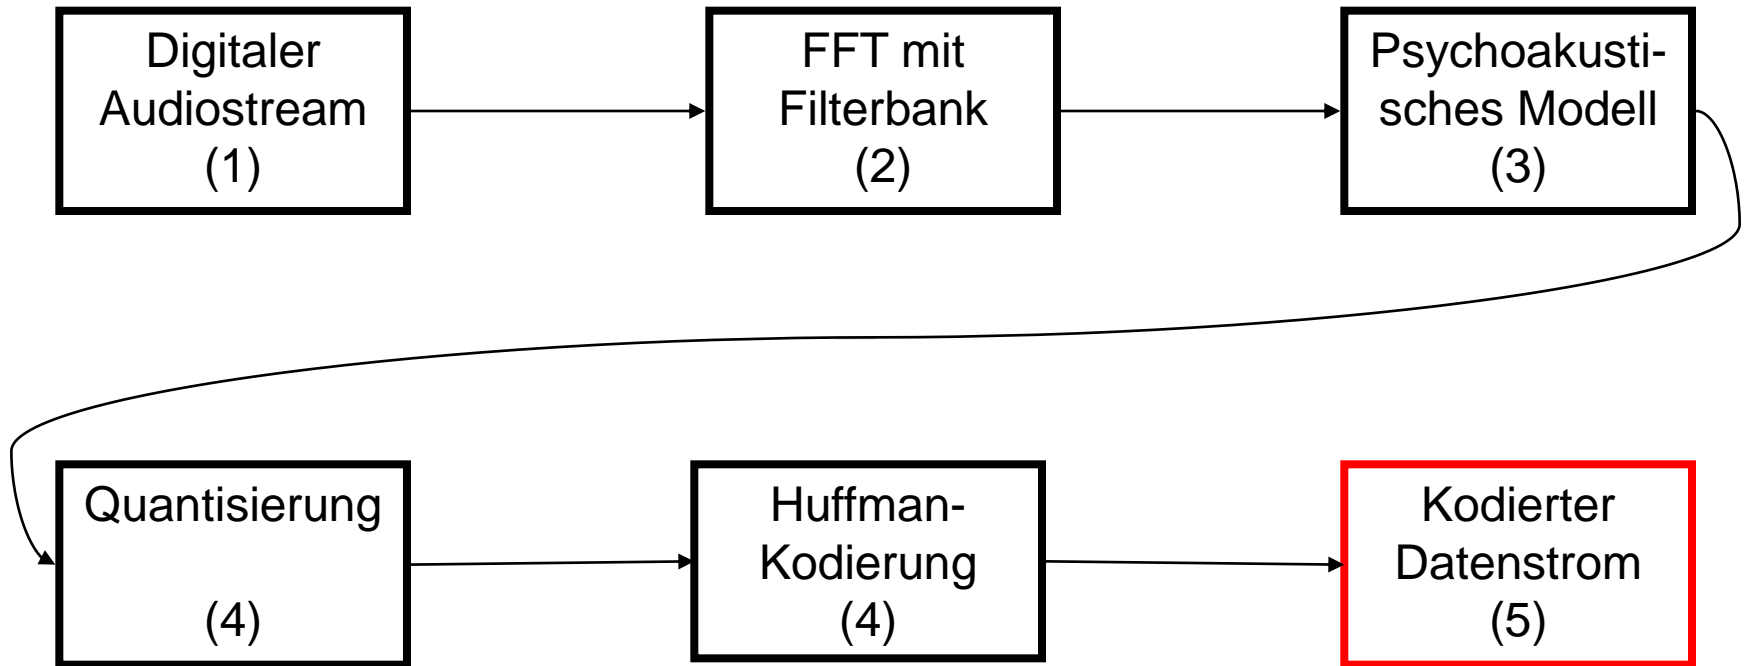 Digitaler
Audiostream
(1)
FFT mit
Filterbank
(2)
Psychoakusti-
sches Modell
(3)
Quantisierung
(4)
Huffman-
Kodierung
(4)
Kodierter
Datenstrom
(5)